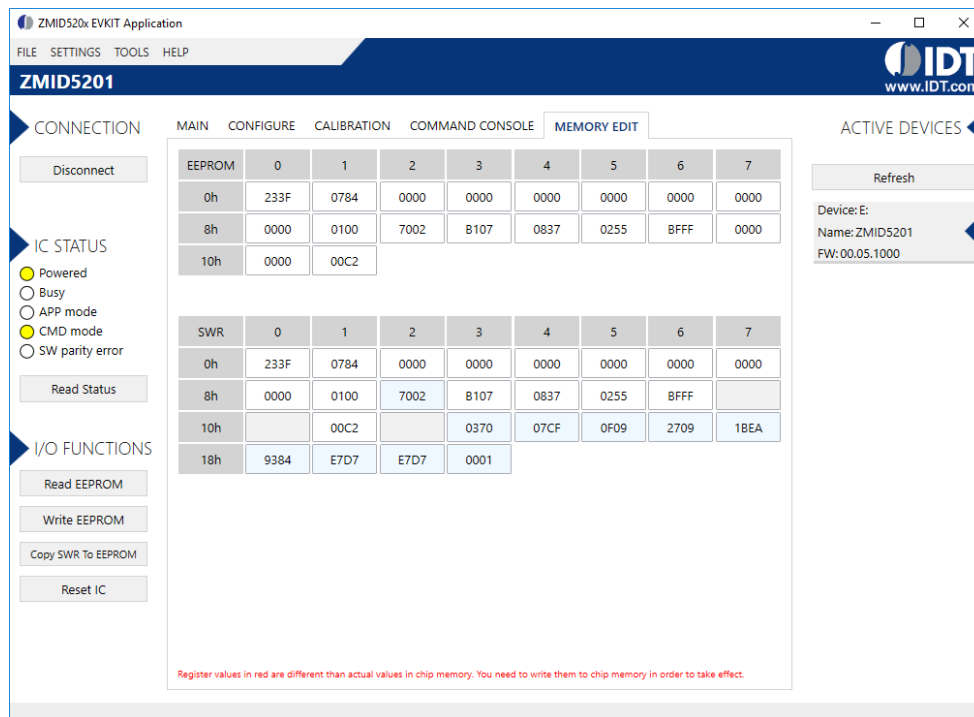 ZMID520x EVKIT Application
FILE SETTINGS TOOLS HELP
IDT
www.IDT.com
ZMID5201
CONNECTION
Disconnect
IC STATUS
Powered
Busy
APP mode
CMD mode
SW parity error
Read Status
I/O FUNCTIONS
Read EEPROM
Write EEPROM
Copy SWR To EEPROM
Reset IC
MAIN CONFIGURE CALIBRATION COMMAND CONSOLE MEMORY EDIT
EEPROM 0 1 2 3 4 5 6 7
0h 233F 0784 0000 0000 0000 0000 0000 0000
8h 0000 0100 7002 B107 0837 0255 BFFF 0000
10h 0000 00C2
SWR 0 1 2 3 4 5 6 7
0h 233F 0784 0000 0000 0000 0000 0000 0000
8h 0000 0100 7002 B107 0837 0255 BFFF
10h 00C2 0370 07CF 0F09 2709 1BEA
18h 9384 E7D7 E7D7 0001
Register values in red are different than actual values in chip memory. You need to write them to chip memory in order to take effect.
ACTIVE DEVICES
Refresh
Device: E:
Name: ZMID5201
FW: 00.05.1000